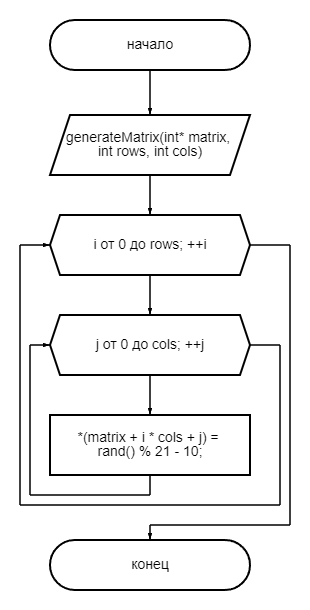 начало
generateMatrix(int* matrix,
int rows, int cols)
i от 0 до rows; ++i
j от 0 до cols; ++j
*(matrix + i * cols + j) =
rand() % 21 - 10;
конец